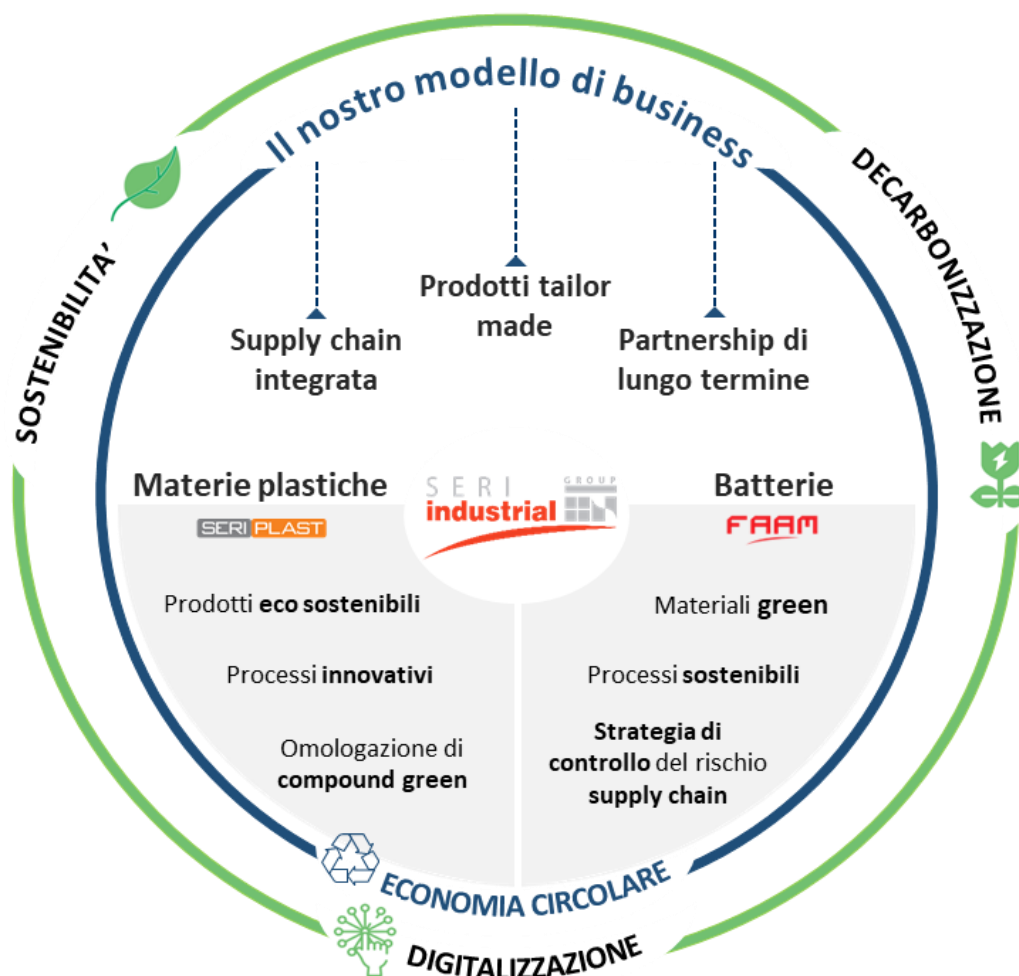 Il nostro modello di business
SOSTENIBILITA’
DECARBONIZZAZIONE
Prodotti tailor
made
Supply chain
integrata
Partnership di
lungo termine
Materie plastiche
SERI
industrial
GROUP
Batterie
SERI PLAST
FAAM
Prodotti eco sostenibili
Processi innovativi
Omologazione di
compound green
Materiali green
Processi sostenibili
Strategia di
controllo del rischio
supply chain
ECONOMIA CIRCOLARE
DIGITALIZZAZIONE